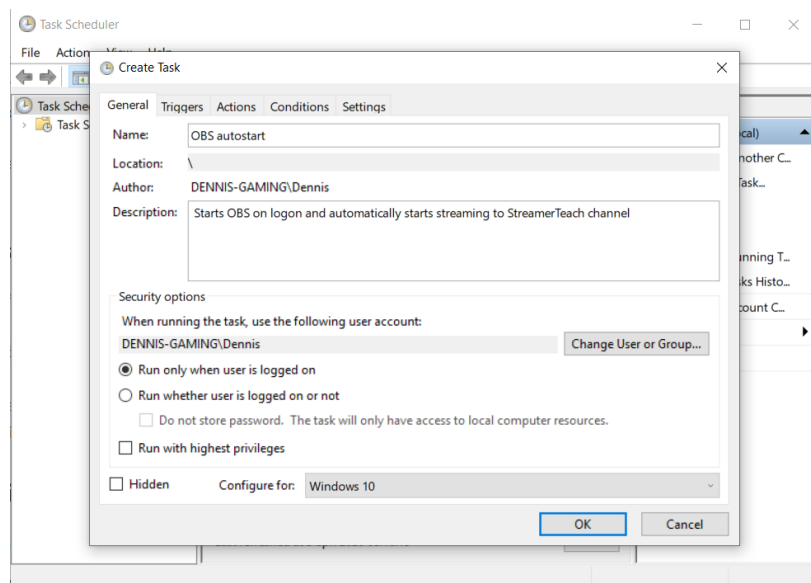 Task Scheduler
File Action View Help
Create Task
Task Sche
Task S
General Triggers Actions Conditions Settings
Name: OBS autostart
Location: \
Author: DENNIS-GAMING\Dennis
Description: Starts OBS on logon and automatically starts streaming to StreamerTeach channel
Security options
When running the task, use the following user account:
DENNIS-GAMING\Dennis Change User or Group...
Run only when user is logged on
Run whether user is logged on or not
Do not store password. The task will only have access to local computer resources.
Run with highest privileges
Hidden Configure for: Windows 10
OK Cancel
cal)
nother C...
Task...
unning T...
ks Histo...
count C...